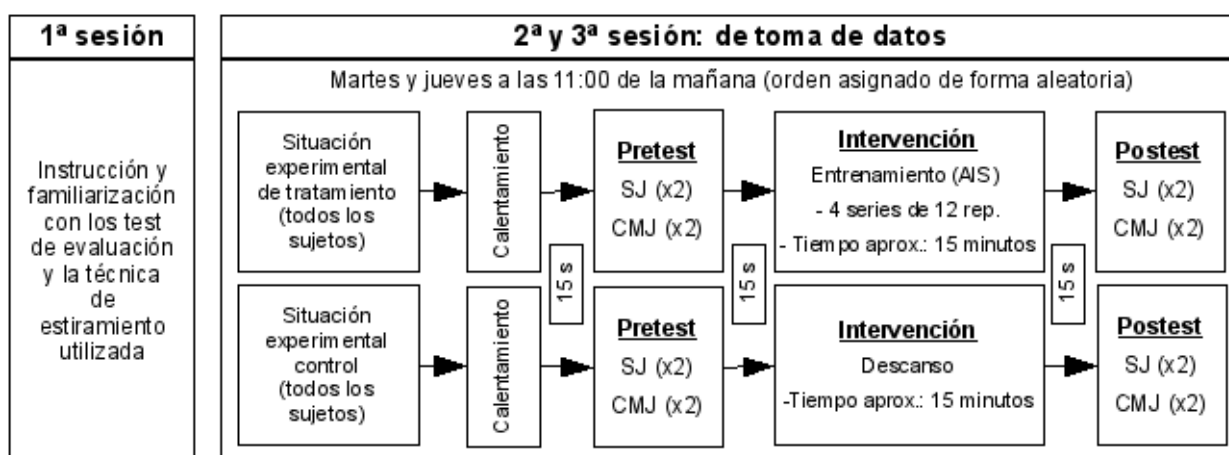 1ª sesión
Instrucción y
familiarización
con los test
de evaluación
y la técnica
de
estiramiento
utilizada
2ª y 3ª sesión: de toma de datos
Martes y jueves a las 11:00 de la mañana (orden asignado de forma aleatoria)
Situación
experimental
de tratamiento
(todos los
sujetos)
Calentamiento
15 s
Pretest
SJ (x2)
CMJ (x2)
15 s
Intervención
Entrenamiento (AIS)
- 4 series de 12 rep.
- Tiempo aprox.: 15 minutos
15 s
Postest
SJ (x2)
CMJ (x2)
Situación
experimental
control
(todos los
sujetos)
Calentamiento
Pretest
SJ (x2)
CMJ (x2)
Intervención
Descanso
-Tiempo aprox.: 15 minutos
Postest
SJ (x2)
CMJ (x2)